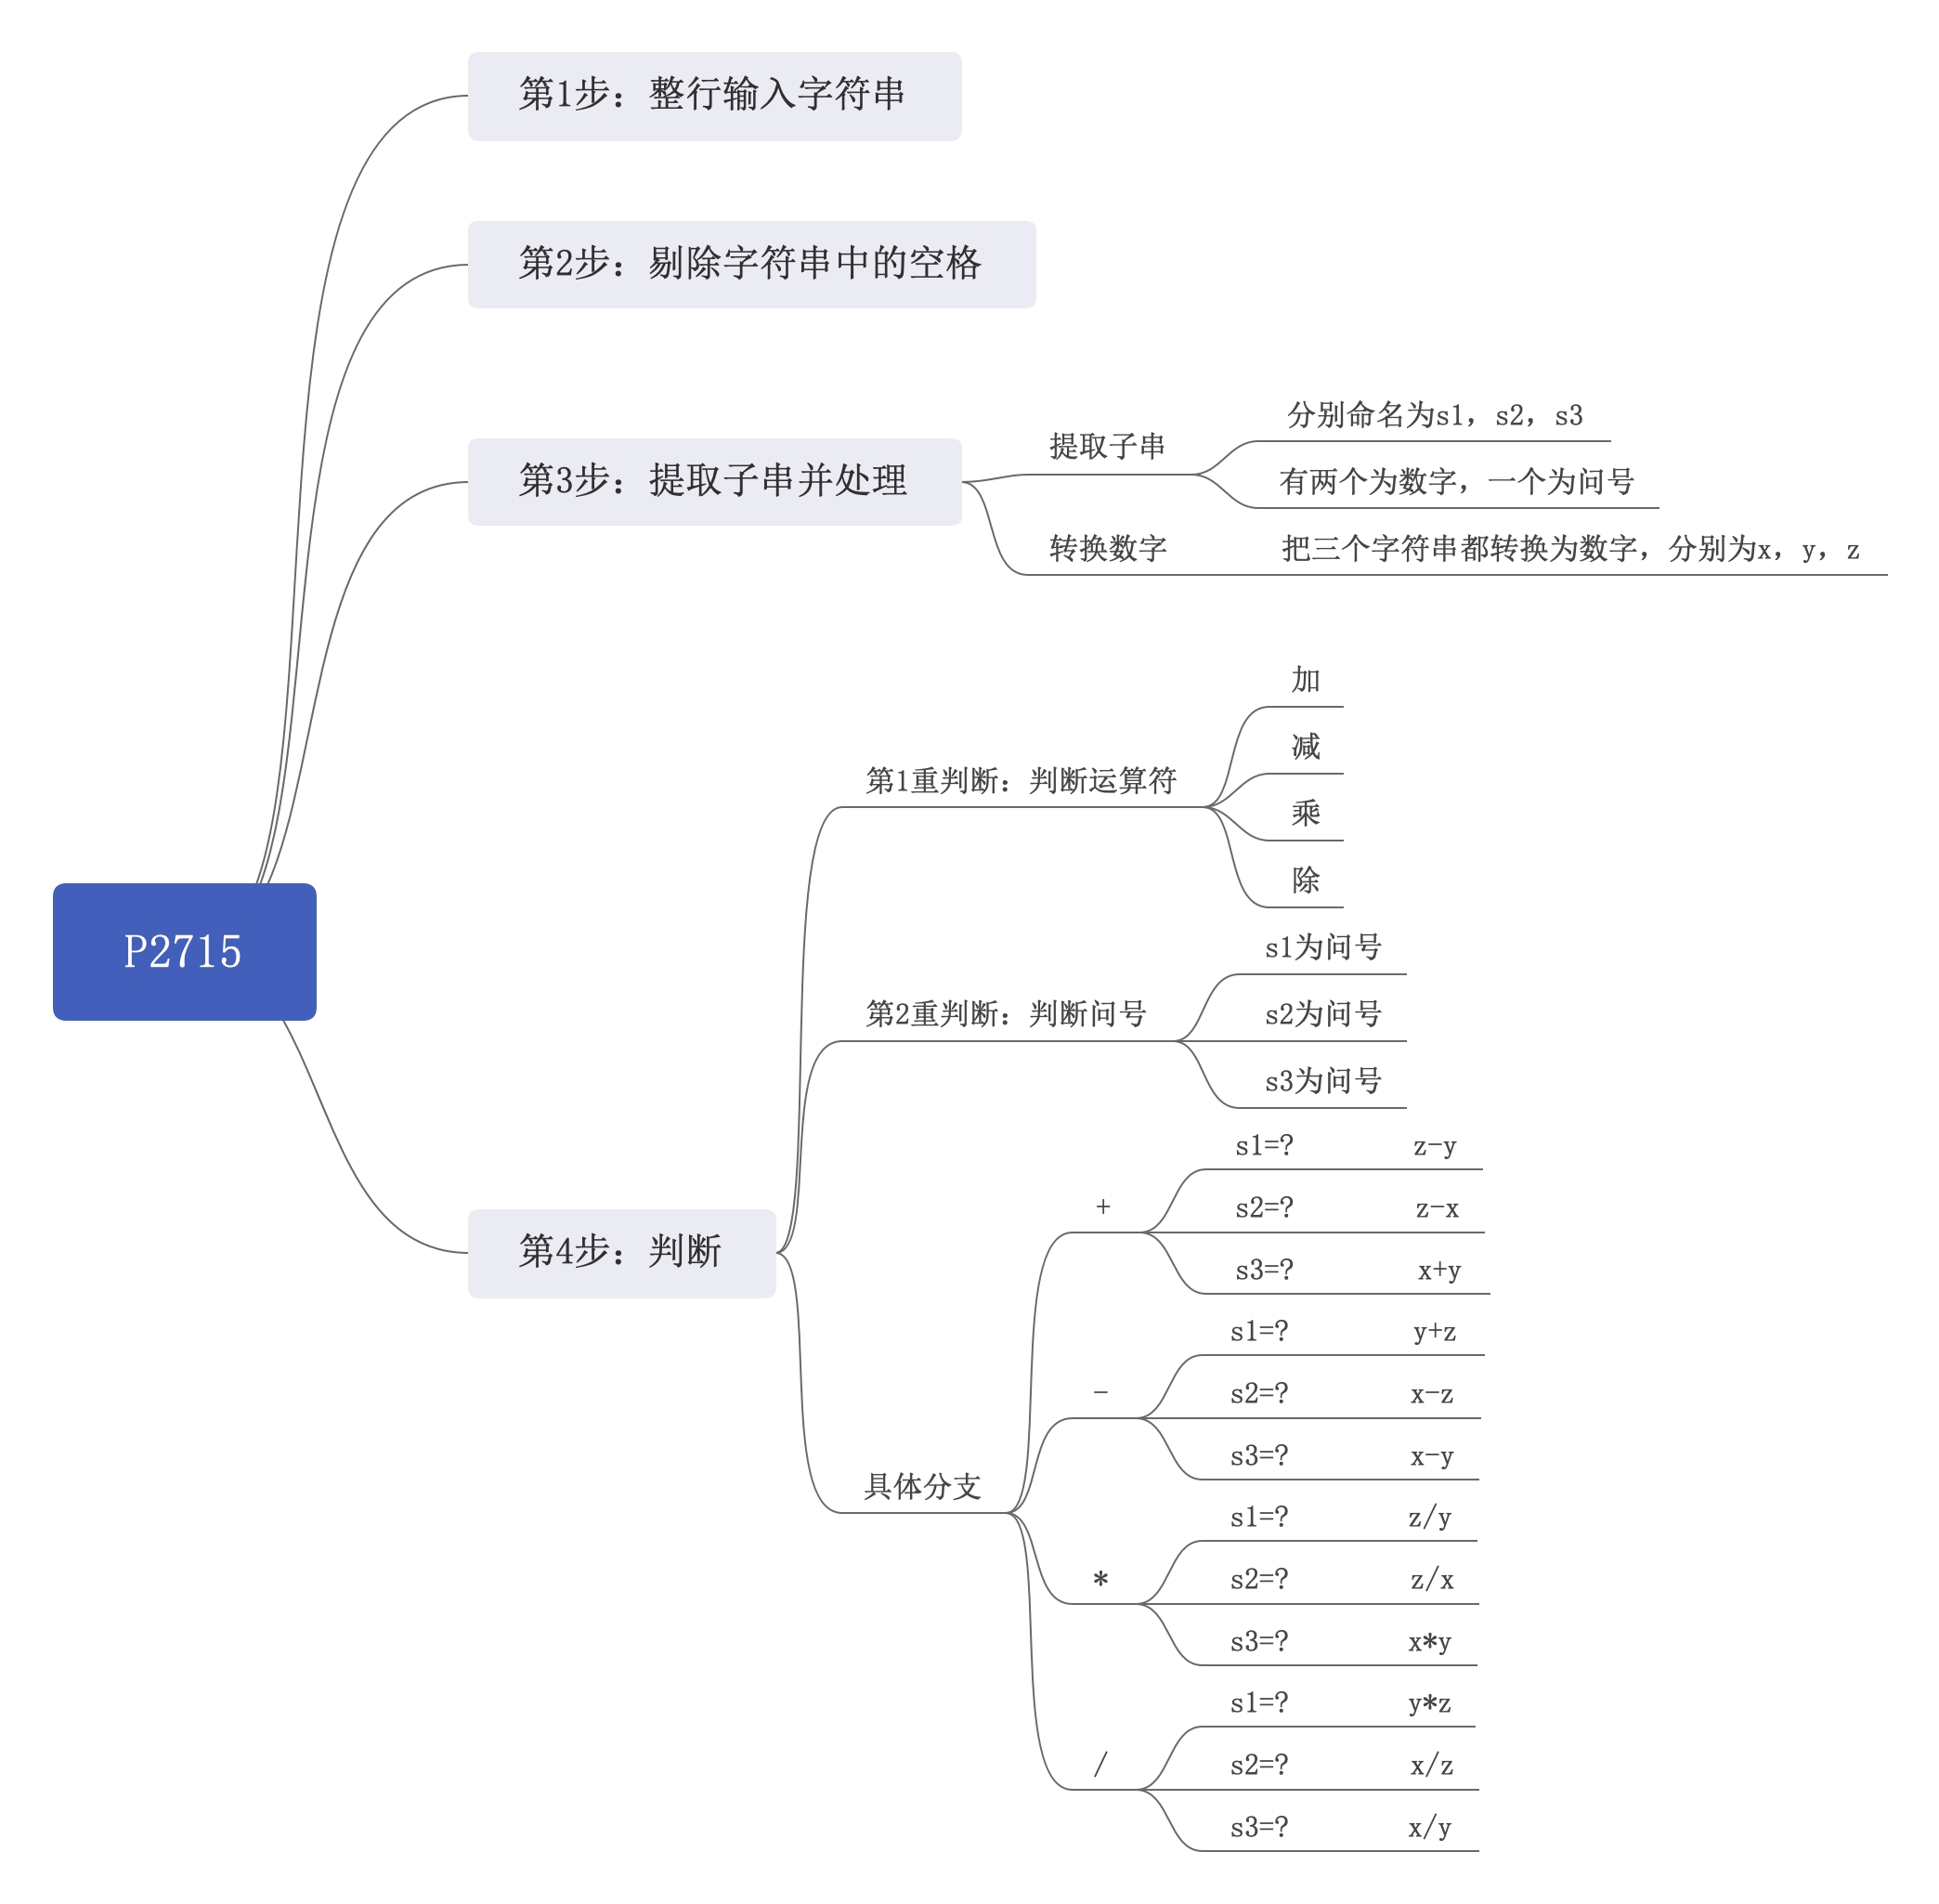 P2715
第1步：整行输入字符串
第2步：剔除字符串中的空格
第3步：提取子串并处理
提取子串
分别命名为s1，s2，s3
有两个为数字，一个为问号
转换数字
把三个字符串都转换为数字，分别为x，y，z
第4步：判断
第1重判断：判断运算符
加
减
乘
除
第2重判断：判断问号
s1为问号
s2为问号
s3为问号
具体分支
+
s1=? z-y
s2=? z-x
s3=? x+y
-
s1=? y+z
s2=? x-z
s3=? x-y
*
s1=? z/y
s2=? z/x
s3=? x*y
/
s1=? y*z
s2=? x/z
s3=? x/y